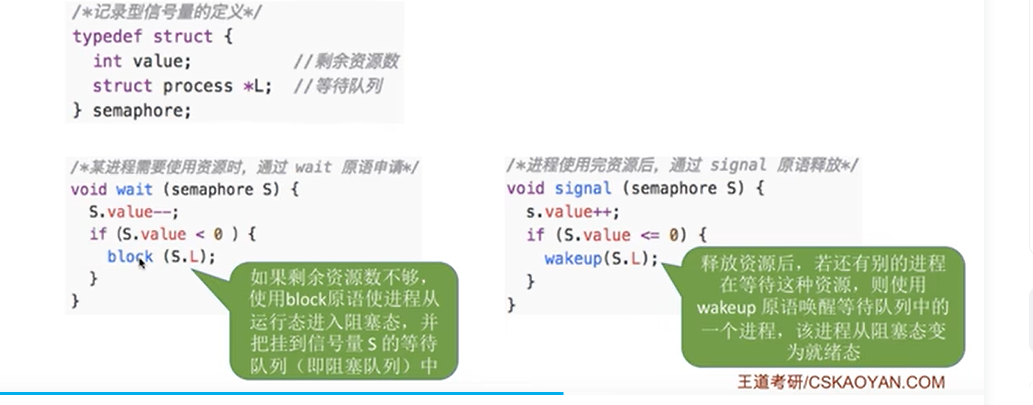 /*记录型信号量的定义*/
typedef struct {
int value; //剩余资源数
struct process *L; //等待队列
} semaphore;
/*某进程需要使用资源时，通过 wait 原语申请*/
void wait (semaphore S) {
S.value--;
if (S.value < 0 ) {
block (S.L);
}
}
如果剩余资源数不够，
使用block原语使进程从
运行态进入阻塞态，并
把挂到信号量 S 的等待
队列（即阻塞队列）中
/*进程使用完资源后，通过 signal 原语释放*/
void signal (semaphore S) {
s.value++;
if (S.value <= 0) {
wakeup(S.L);
}
}
释放资源后，若还有别的进程
在等待这种资源，则使用
wakeup 原语唤醒等待队列中的
一个进程，该进程从阻塞态变
为就绪态
王道考研/CSKAOYAN.COM